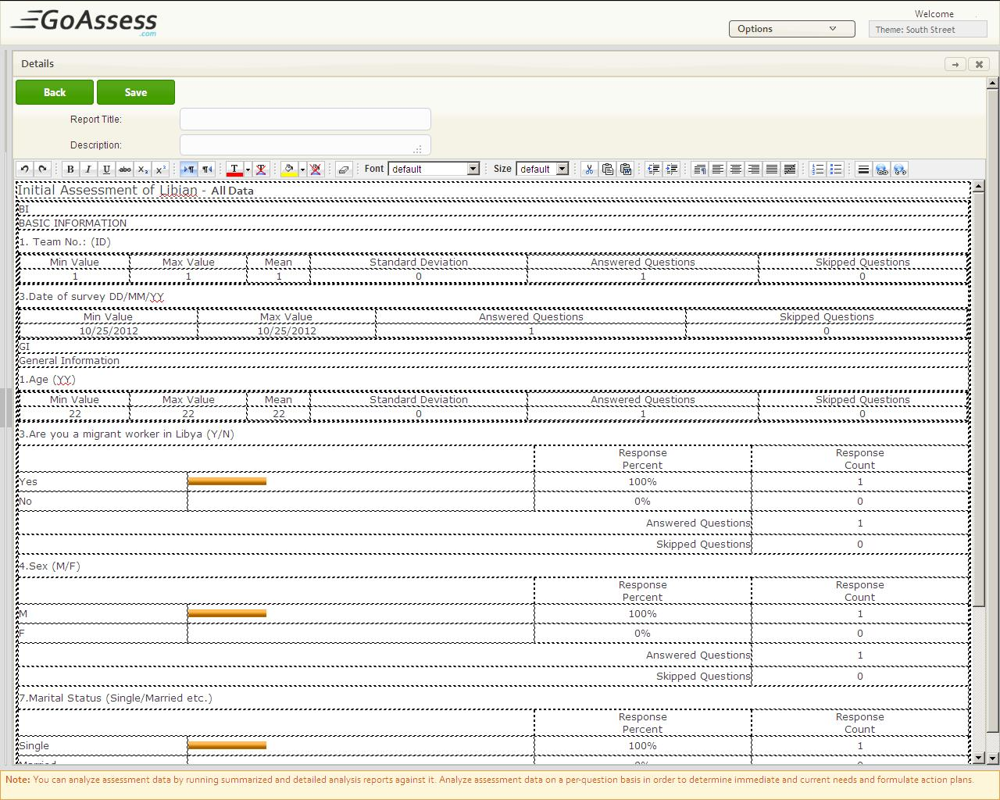 GoAssess
.com
Welcome
Options
Theme: South Street
Details
Back Save
Report Title:
Description:
B I U abc X₂ X²
T T
Font default Size default
Initial Assessment of Libian - All Data
BI
BASIC INFORMATION
1. Team No.: (ID)
Min Value Max Value Mean Standard Deviation Answered Questions Skipped Questions
1 1 1 0 1 0
3.Date of survey DD/MM/YY
Min Value Max Value Answered Questions Skipped Questions
10/25/2012 10/25/2012 1 0
GI
General Information
1.Age (YY)
Min Value Max Value Mean Standard Deviation Answered Questions Skipped Questions
22 22 22 0 1 0
3.Are you a migrant worker in Libya (Y/N)
Response Percent Response Count
Yes 100% 1
No 0% 0
Answered Questions 1
Skipped Questions 0
4.Sex (M/F)
Response Percent Response Count
M 100% 1
F 0% 0
Answered Questions 1
Skipped Questions 0
7.Marital Status (Single/Married etc.)
Response Percent Response Count
Single 100% 1
Married 0% 0
Note: You can analyze assessment data by running summarized and detailed analysis reports against it. Analyze assessment data on a per-question basis in order to determine immediate and current needs and formulate action plans.